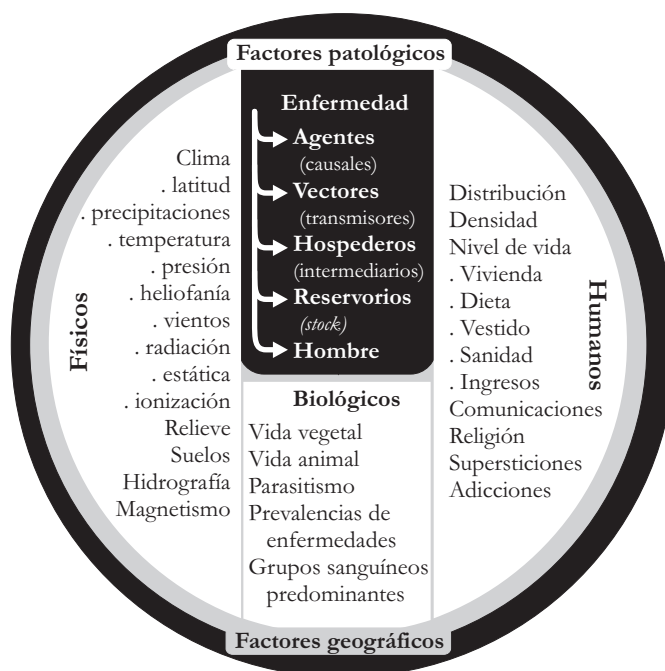 Factores patológicos
Enfermedad
Agentes
(causales)
Vectores
(transmisores)
Hospederos
(intermediarios)
Reservorios
(stock)
Hombre
Físicos
Clima
. latitud
. precipitaciones
. temperatura
. presión
. heliofanía
. vientos
. radiación
. estática
. ionización
Relieve
Suelos
Hidrografía
Magnetismo
Biológicos
Vida vegetal
Vida animal
Parasitismo
Prevalencias de
enfermedades
Grupos sanguíneos
predominantes
Humanos
Distribución
Densidad
Nivel de vida
. Vivienda
. Dieta
. Vestido
. Sanidad
. Ingresos
Comunicaciones
Religión
Supersticiones
Adicciones
Factores geográficos